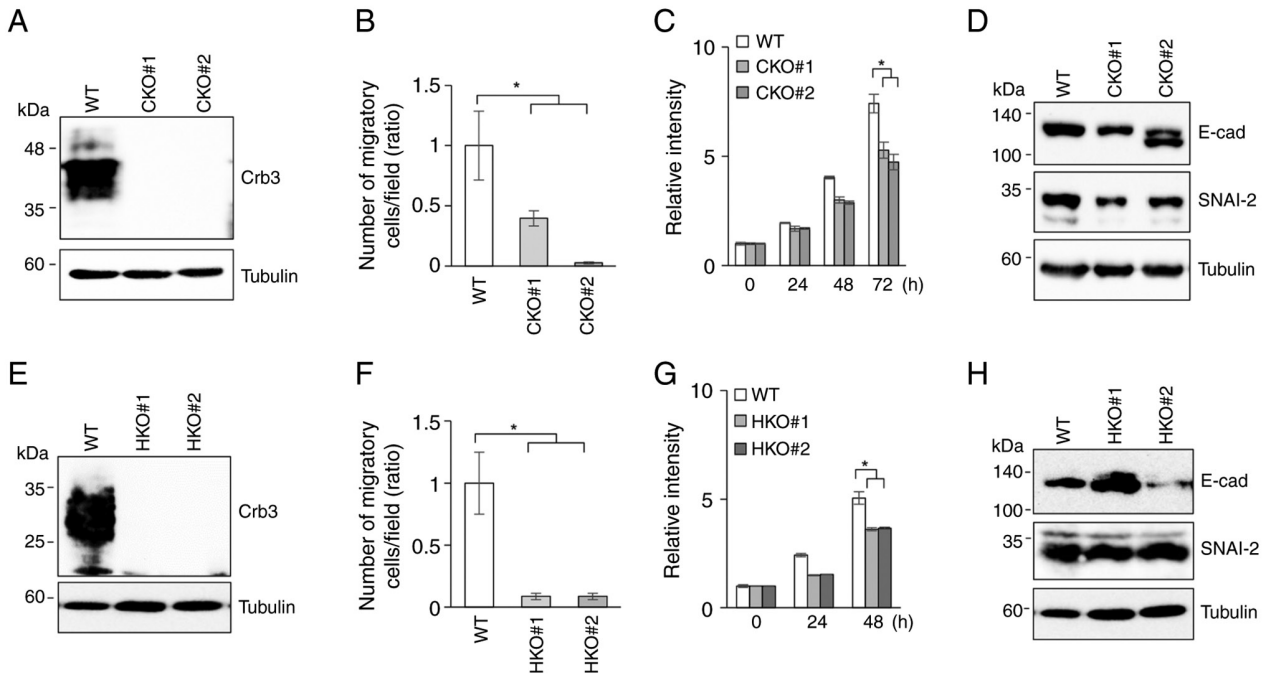 A
WT
CKO#1
CKO#2
kDa
48
35
Crb3
60
Tubulin
B
Number of migratory
cells/field (ratio)
1.5
1
0.5
0
*
WT
CKO#1
CKO#2
C
WT
CKO#1
CKO#2
Relative intensity
10
5
0
*
0 24 48 72 (h)
D
WT
CKO#1
CKO#2
kDa
140
100
E-cad
35
SNAI-2
60
Tubulin
E
WT
HKO#1
HKO#2
kDa
35
25
Crb3
60
Tubulin
F
Number of migratory
cells/field (ratio)
1.5
1
0.5
0
*
WT
HKO#1
HKO#2
G
WT
HKO#1
HKO#2
Relative intensity
10
5
0
*
0 24 48 (h)
H
WT
HKO#1
HKO#2
kDa
140
100
E-cad
35
SNAI-2
60
Tubulin